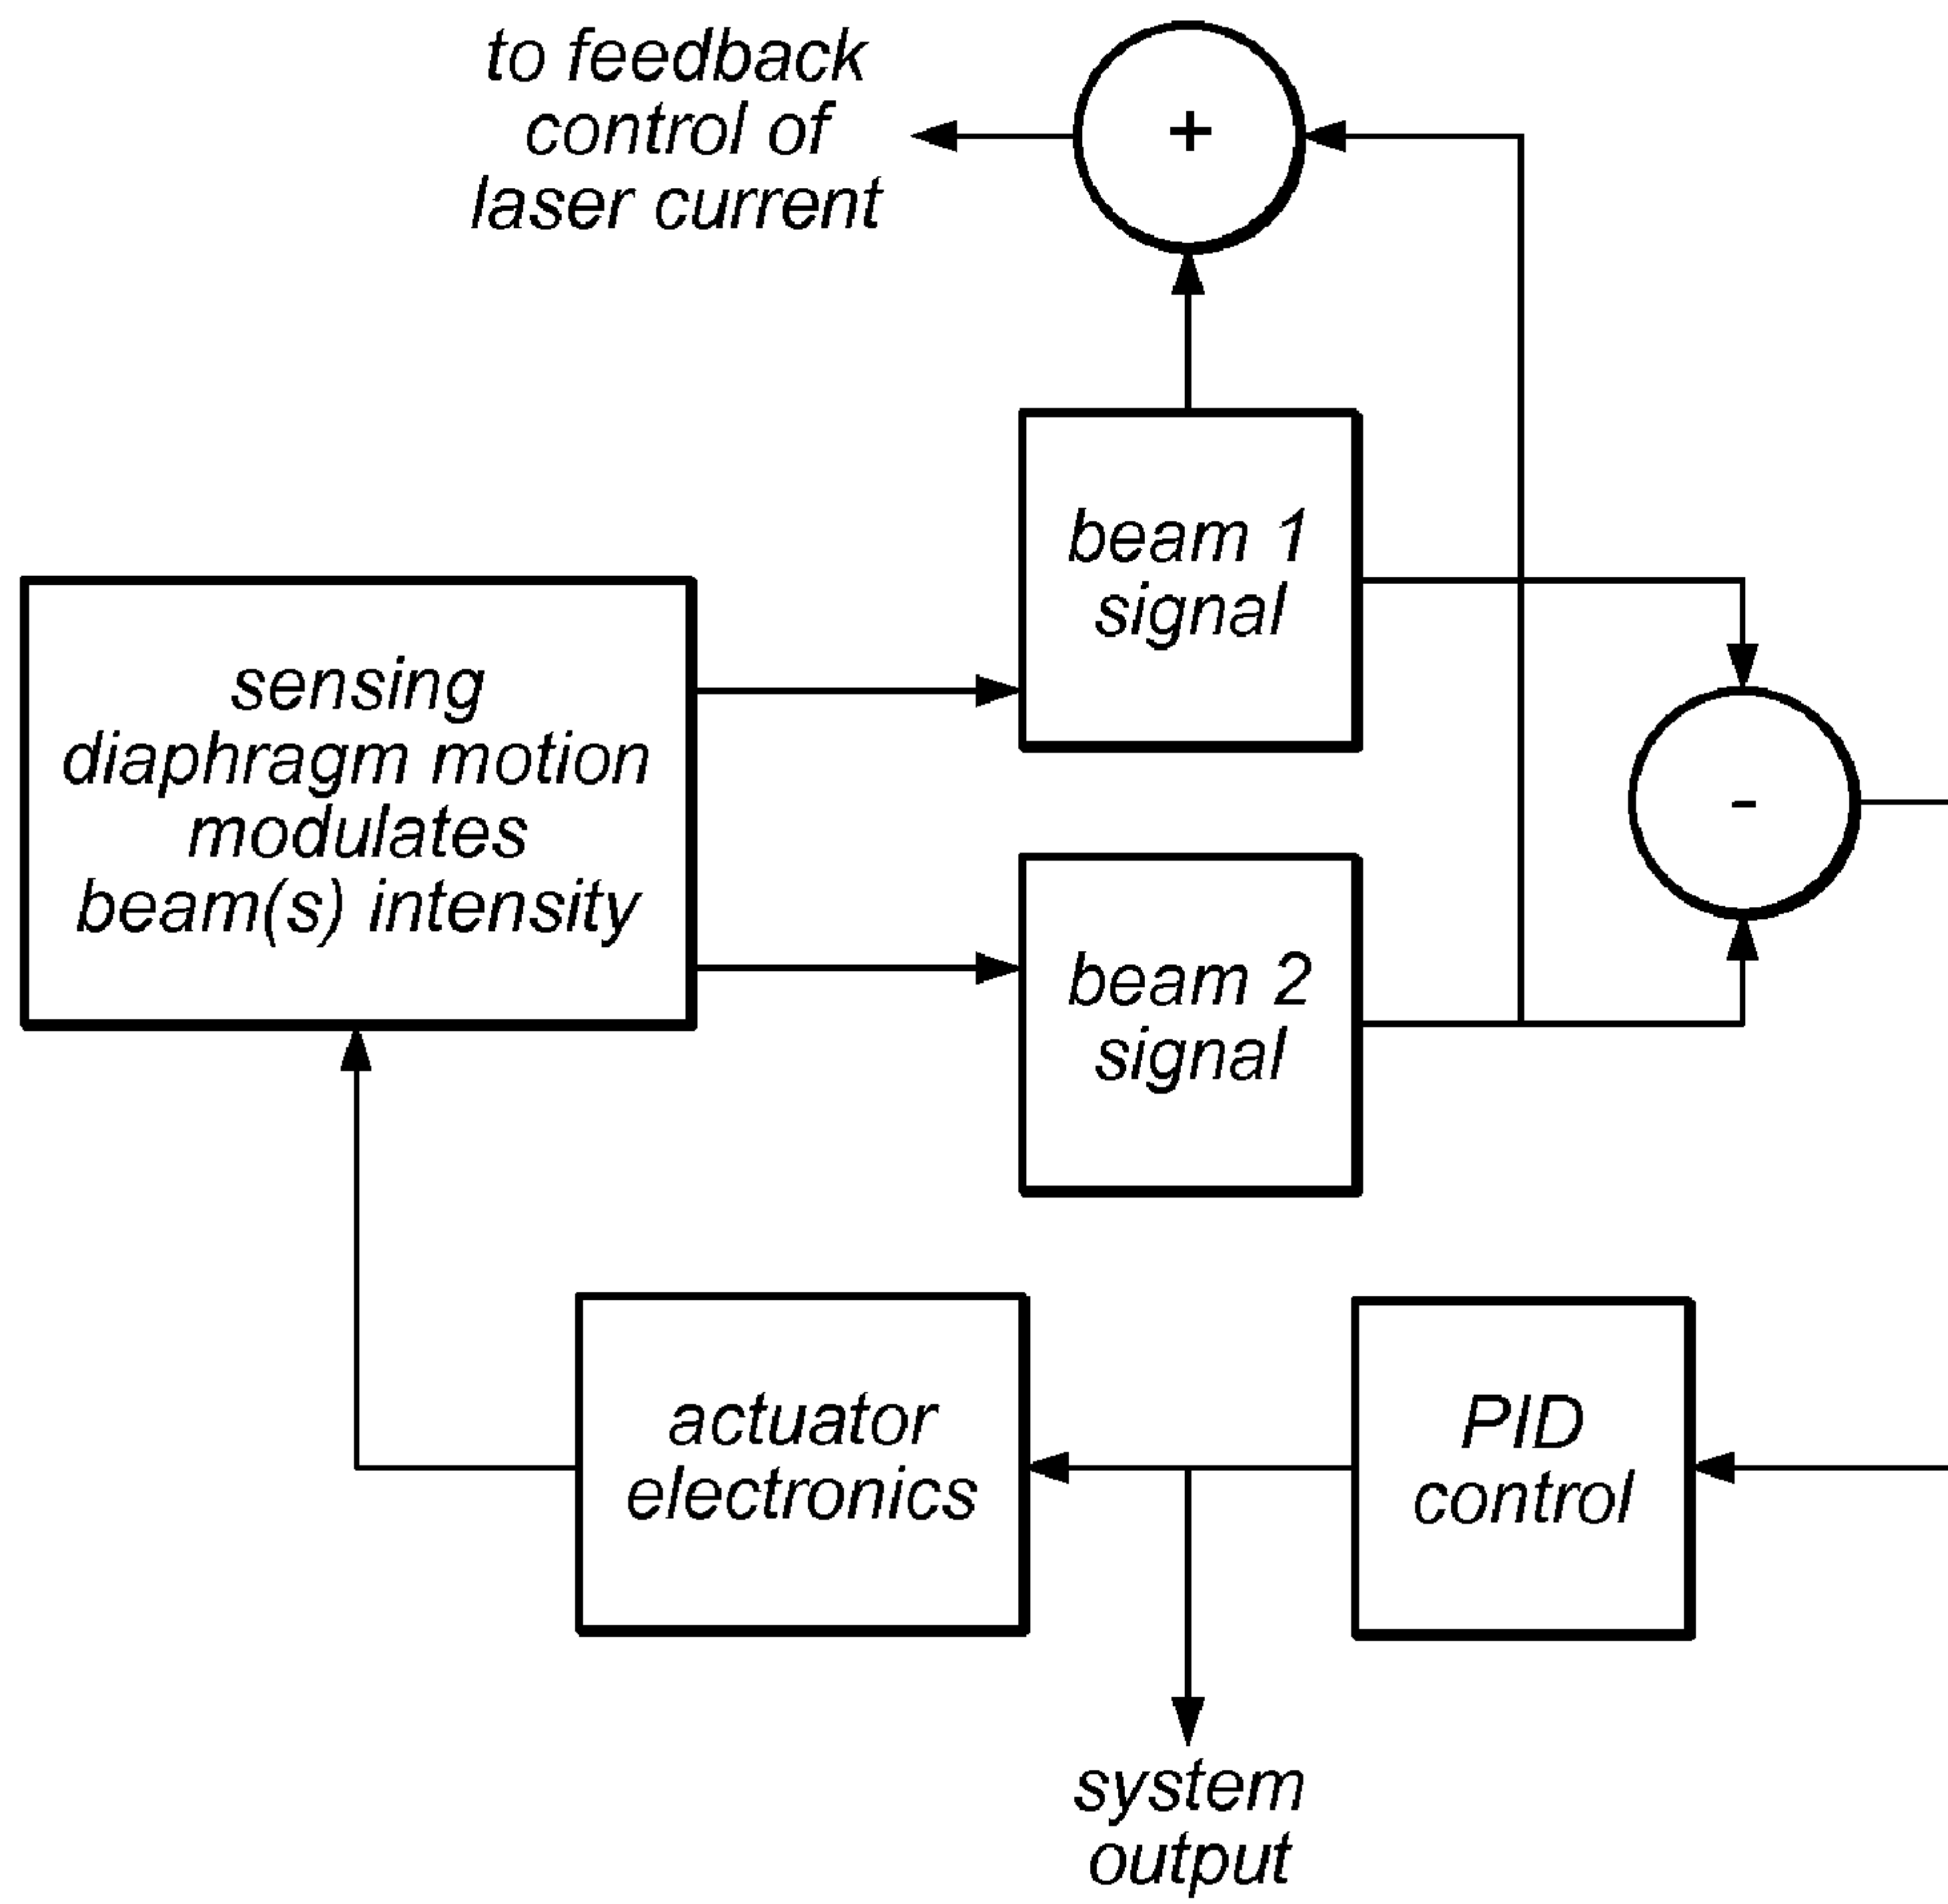 to feedback
control of
laser current
+
beam 1
signal
sensing
diaphragm motion
modulates
beam(s) intensity
-
beam 2
signal
actuator
electronics
PID
control
system
output